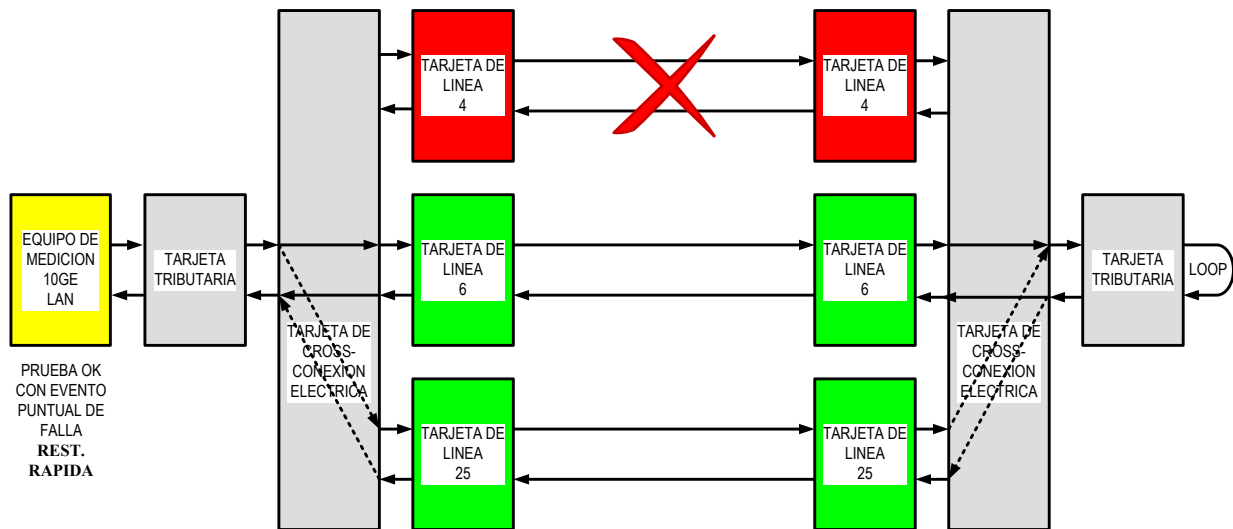 TARJETA DE
LINEA
4
TARJETA DE
LINEA
4
EQUIPO DE
MEDICION
10GE
LAN
TARJETA
TRIBUTARIA
TARJETA DE
LINEA
6
TARJETA DE
LINEA
6
TARJETA
TRIBUTARIA
LOOP
TARJETA DE
CROSS-
CONEXION
ELECTRICA
TARJETA DE
CROSS-
CONEXION
ELECTRICA
PRUEBA OK
CON EVENTO
PUNTUAL DE
FALLA
REST.
RAPIDA
TARJETA DE
LINEA
25
TARJETA DE
LINEA
25